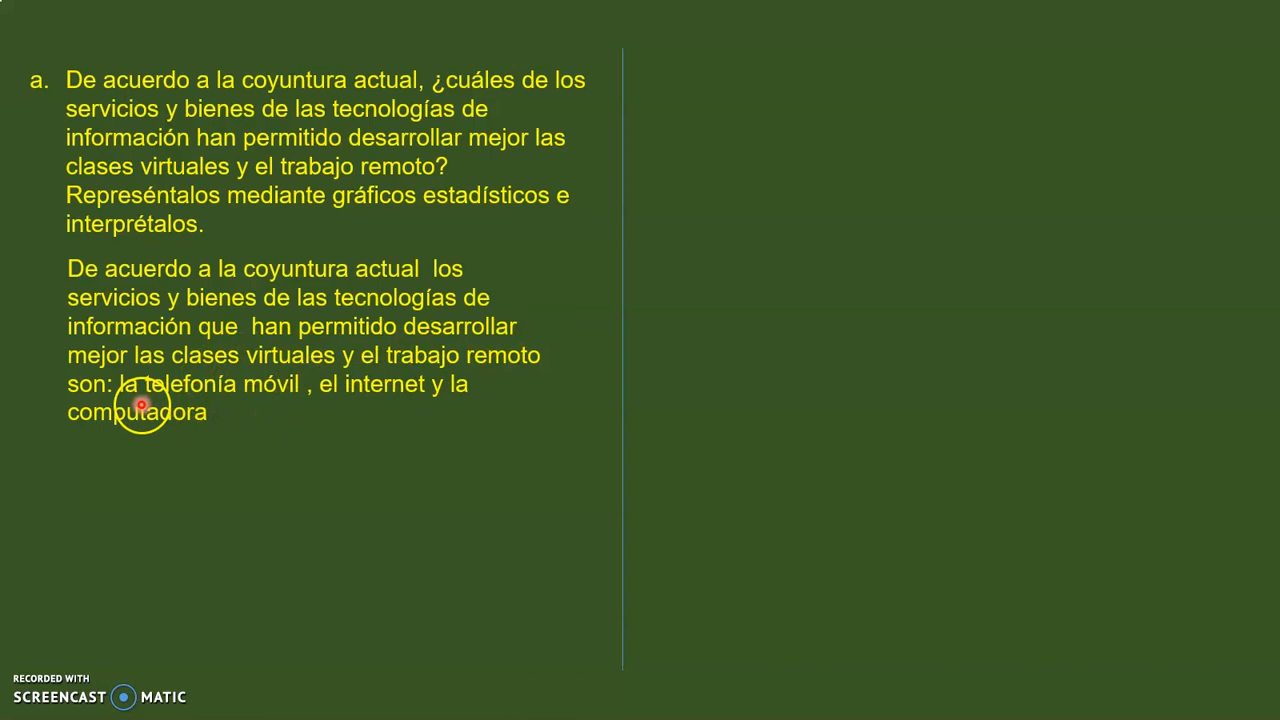 a. De acuerdo a la coyuntura actual, ¿cuáles de los
servicios y bienes de las tecnologías de
información han permitido desarrollar mejor las
clases virtuales y el trabajo remoto?
Represéntalos mediante gráficos estadísticos e
interprétalos.
De acuerdo a la coyuntura actual los
servicios y bienes de las tecnologías de
información que han permitido desarrollar
mejor las clases virtuales y el trabajo remoto
son: la telefonía móvil , el internet y la
computadora
RECORDED WITH
SCREENCAST MATIC